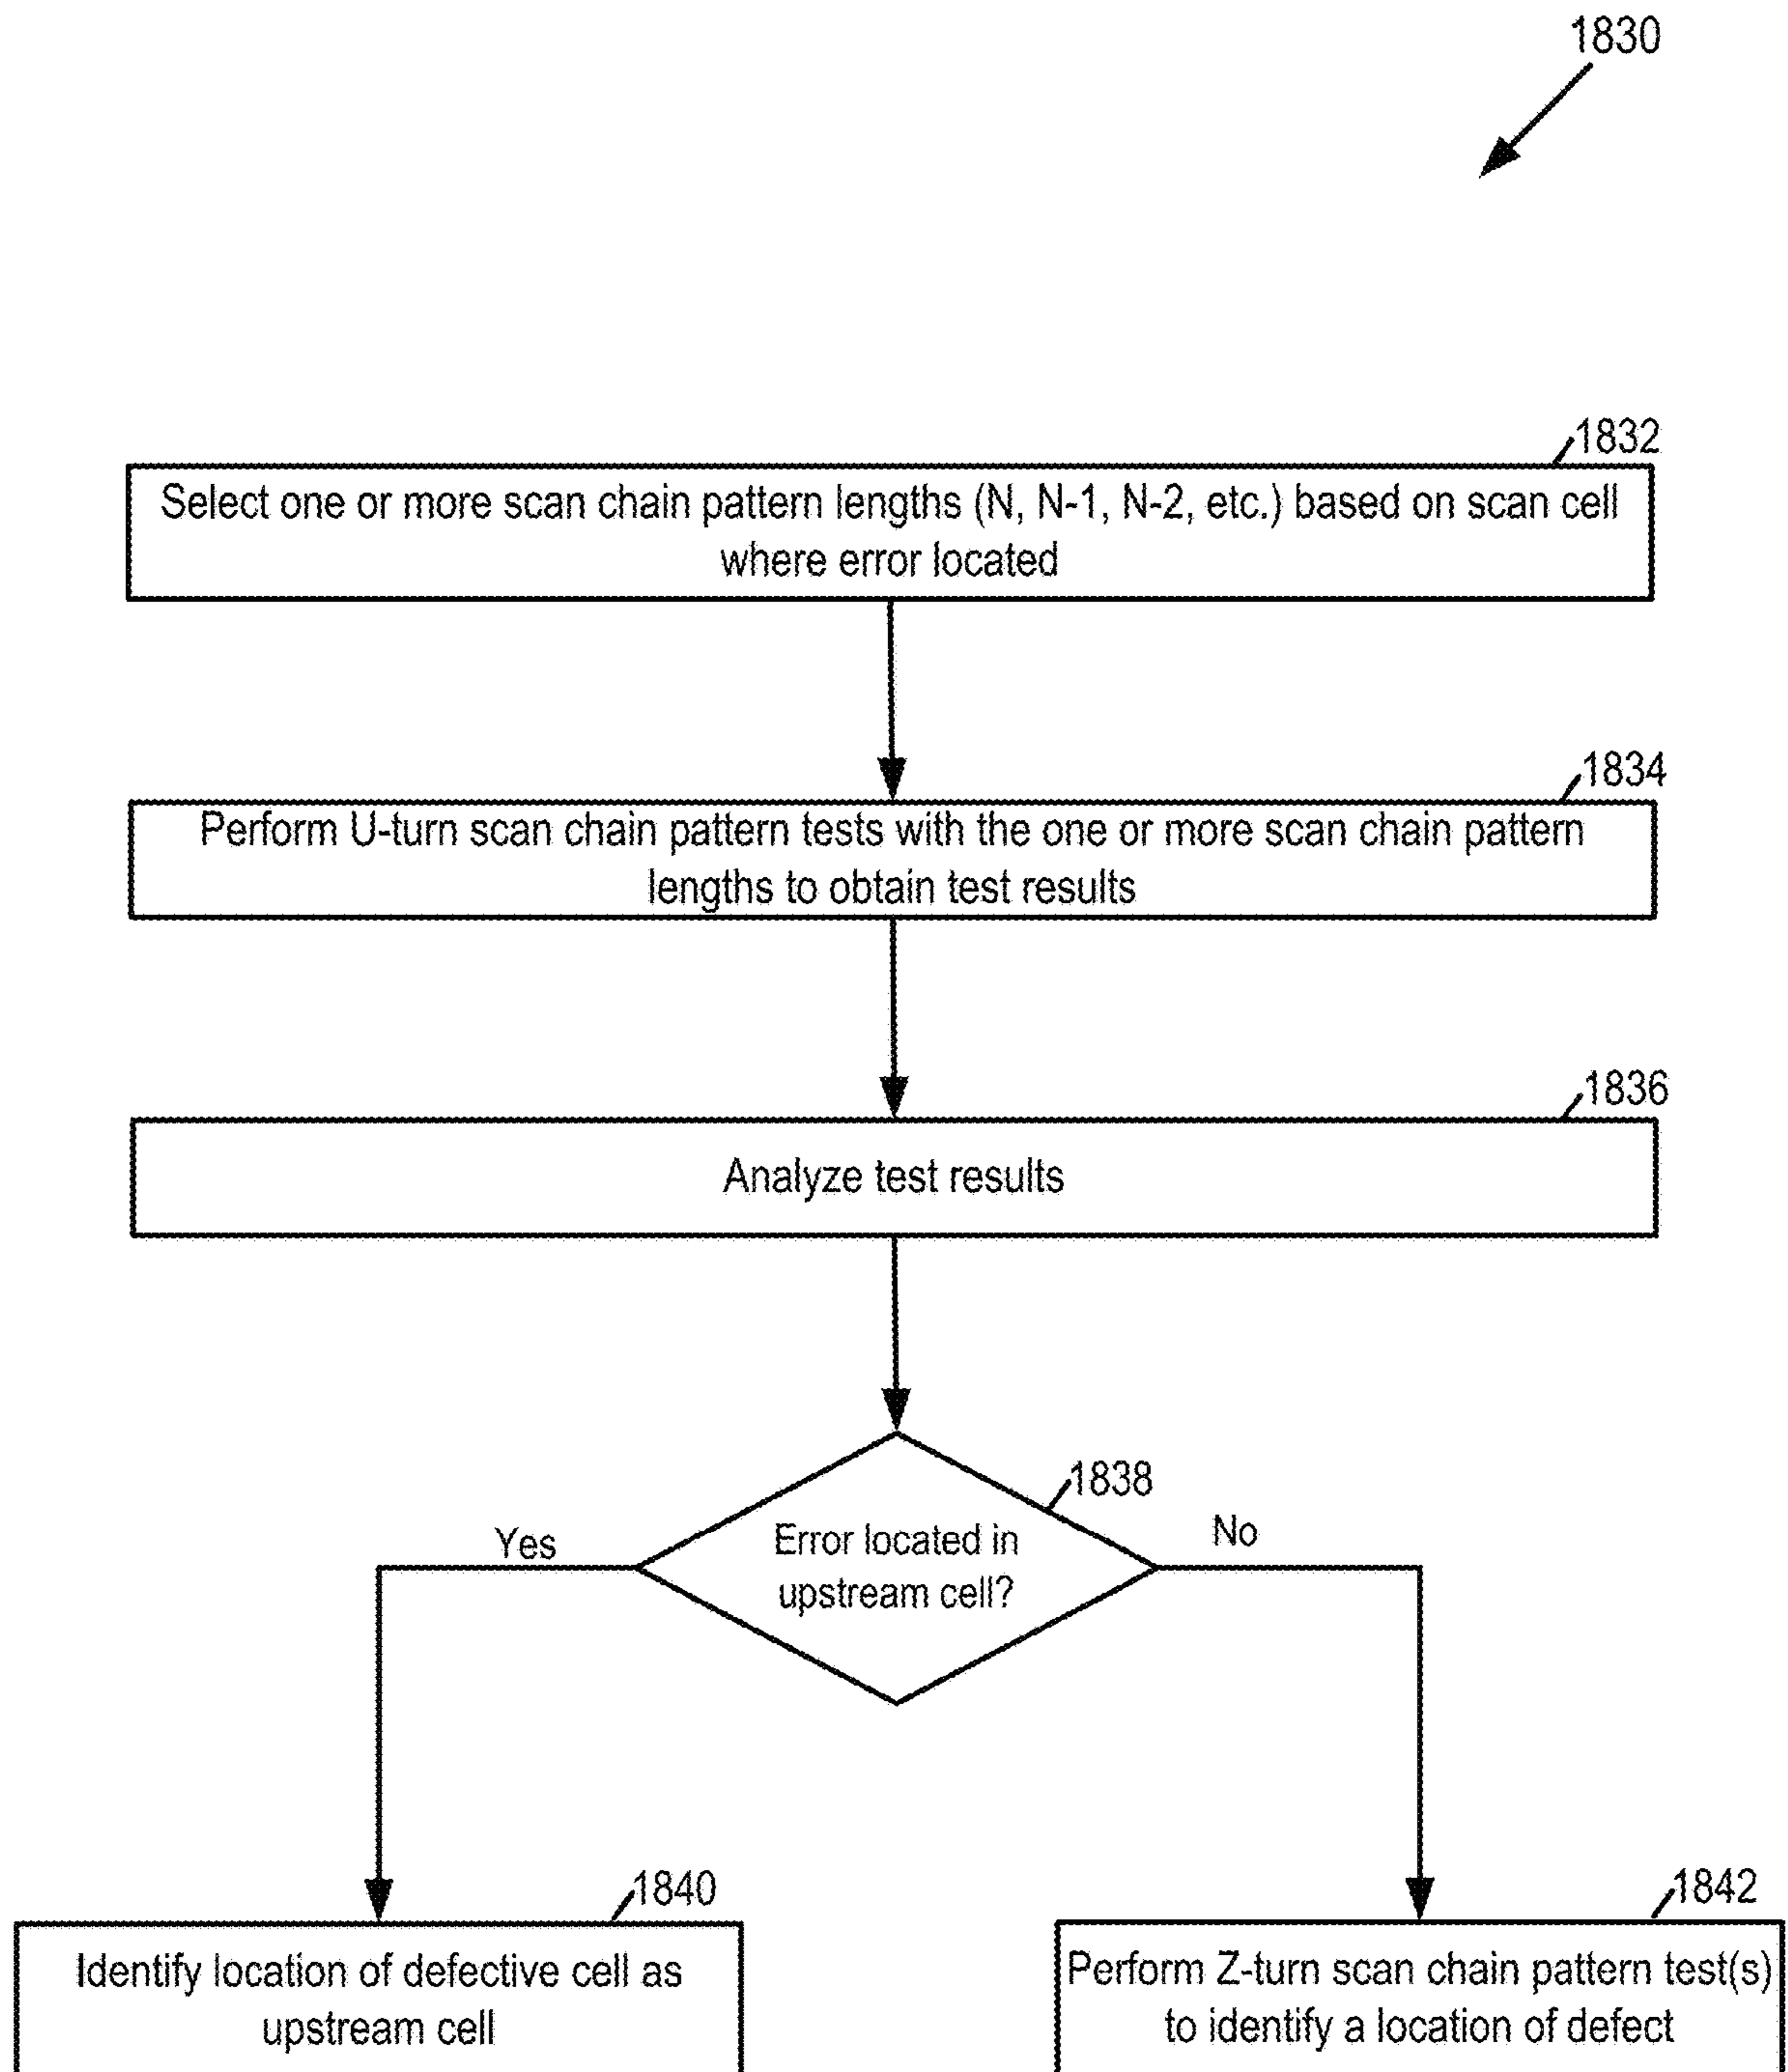 1830
1832
Select one or more scan chain pattern lengths (N, N-1, N-2, etc.) based on scan cell
where error located
1834
Perform U-turn scan chain pattern tests with the one or more scan chain pattern
lengths to obtain test results
1836
Analyze test results
1838
Error located in
upstream cell?
Yes
No
1840
Identify location of defective cell as
upstream cell
1842
Perform Z-turn scan chain pattern test(s)
to identify a location of defect